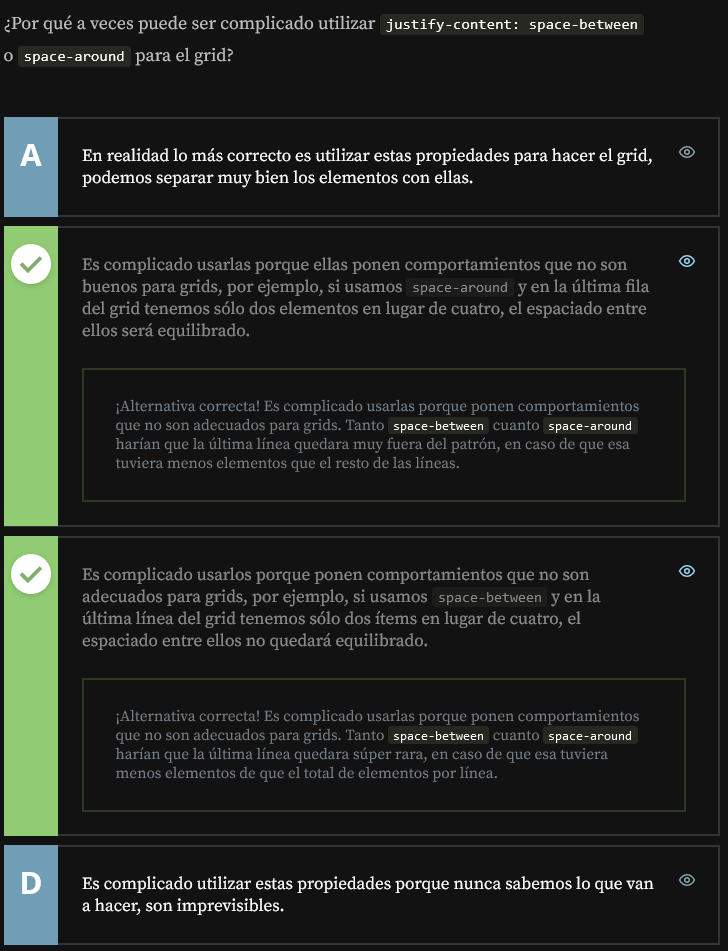 ¿Por qué a veces puede ser complicado utilizar justify-content: space-between
o space-around para el grid?
A
En realidad lo más correcto es utilizar estas propiedades para hacer el grid,
podemos separar muy bien los elementos con ellas.
Es complicado usarlas porque ellas ponen comportamientos que no son
buenos para grids, por ejemplo, si usamos space-around y en la última fila
del grid tenemos sólo dos elementos en lugar de cuatro, el espaciado entre
ellos será equilibrado.
¡Alternativa correcta! Es complicado usarlas porque ponen comportamientos
que no son adecuados para grids. Tanto space-between cuanto space-around
harían que la última línea quedara muy fuera del patrón, en caso de que esa
tuviera menos elementos que el resto de las líneas.
Es complicado usarlos porque ponen comportamientos que no son
adecuados para grids, por ejemplo, si usamos space-between y en la
última línea del grid tenemos sólo dos ítems en lugar de cuatro, el
espaciado entre ellos no quedará equilibrado.
¡Alternativa correcta! Es complicado usarlas porque ponen comportamientos
que no son adecuados para grids. Tanto space-between cuanto space-around
harían que la última línea quedara súper rara, en caso de que esa tuviera
menos elementos de que el total de elementos por línea.
D
Es complicado utilizar estas propiedades porque nunca sabemos lo que van
a hacer, son imprevisibles.